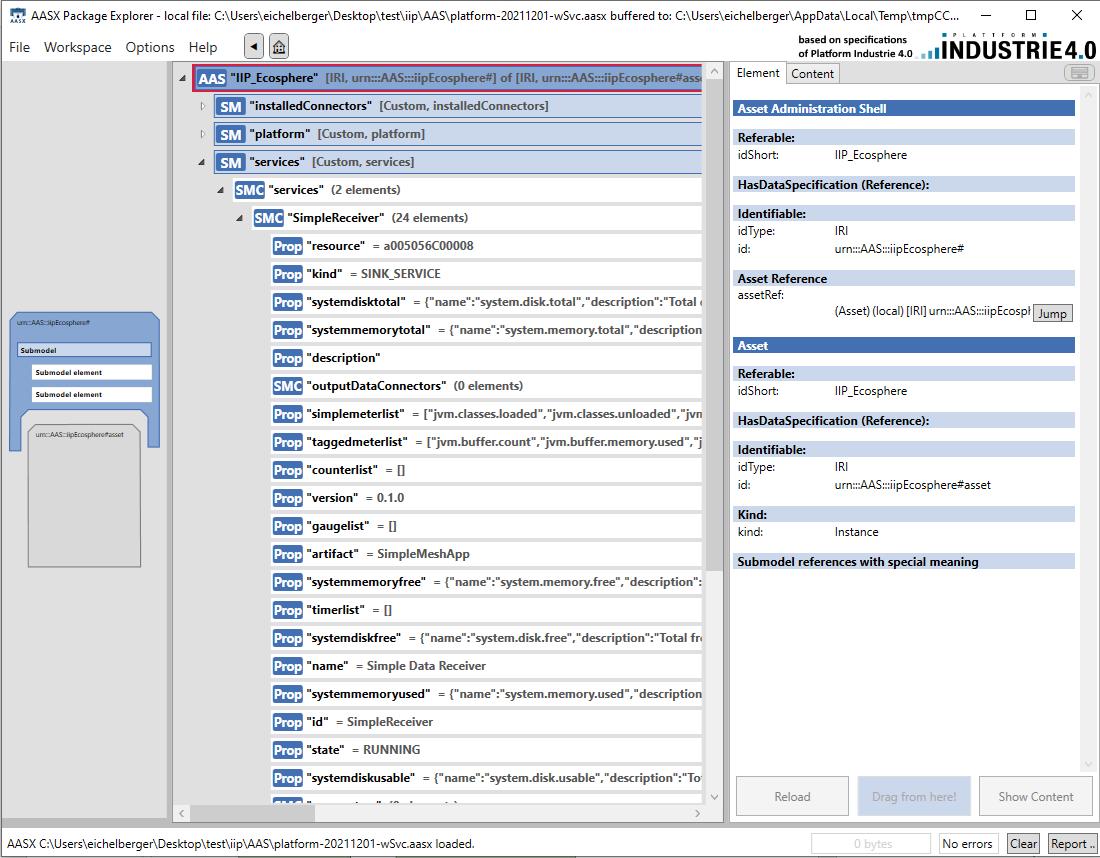 AASX Package Explorer - local file: C:\Users\eichelberger\Desktop\test\iip\AAS\platform-20211201-wSvc.aasx buffered to: C:\Users\eichelberger\AppData\Local\Temp\tmpCC...
File Workspace Options Help
based on specifications
of Platform Industrie 4.0
PLATTFORM
INDUSTRIE4.0
urn:::AAS:::iipEcosphere#
Submodel
Submodel element
Submodel element
urn:::AAS:::iipEcosphere#asset
AAS "IIP_Ecosphere" [IRI, urn:::AAS:::iipEcosphere#] of [IRI, urn:::AAS:::iipEcosphere#asse
SM "installedConnectors" [Custom, installedConnectors]
SM "platform" [Custom, platform]
SM "services" [Custom, services]
SMC "services" (2 elements)
SMC "SimpleReceiver" (24 elements)
Prop "resource" = a005056C00008
Prop "kind" = SINK_SERVICE
Prop "systemdisktotal" = {"name":"system.disk.total","description":"Total
Prop "systemmemorytotal" = {"name":"system.memory.total","description
Prop "description"
SMC "outputDataConnectors" (0 elements)
Prop "simplemeterlist" = ["jvm.classes.loaded","jvm.classes.unloaded","jvm
Prop "taggedmeterlist" = ["jvm.buffer.count","jvm.buffer.memory.used","j
Prop "counterlist" = []
Prop "version" = 0.1.0
Prop "gaugelist" = []
Prop "artifact" = SimpleMeshApp
Prop "systemmemoryfree" = {"name":"system.memory.free","description":
Prop "timerlist" = []
Prop "systemdiskfree" = {"name":"system.disk.free","description":"Total fre
Prop "name" = Simple Data Receiver
Prop "systemmemoryused" = {"name":"system.memory.used","description
Prop "id" = SimpleReceiver
Prop "state" = RUNNING
Prop "systemdiskusable" = {"name":"system.disk.usable","description":"To
Element Content
Asset Administration Shell
Referable:
idShort: IIP_Ecosphere
HasDataSpecification (Reference):
Identifiable:
idType: IRI
id: urn:::AAS:::iipEcosphere#
Asset Reference
assetRef:
(Asset) (local) [IRI] urn:::AAS:::iipEcospl Jump
Asset
Referable:
idShort: IIP_Ecosphere
HasDataSpecification (Reference):
Identifiable:
idType: IRI
id: urn:::AAS:::iipEcosphere#asset
Kind:
kind: Instance
Submodel references with special meaning
Reload Drag from here! Show Content
AASX C:\Users\eichelberger\Desktop\test\iip\AAS\platform-20211201-wSvc.aasx loaded.
0 bytes No errors Clear Report ..